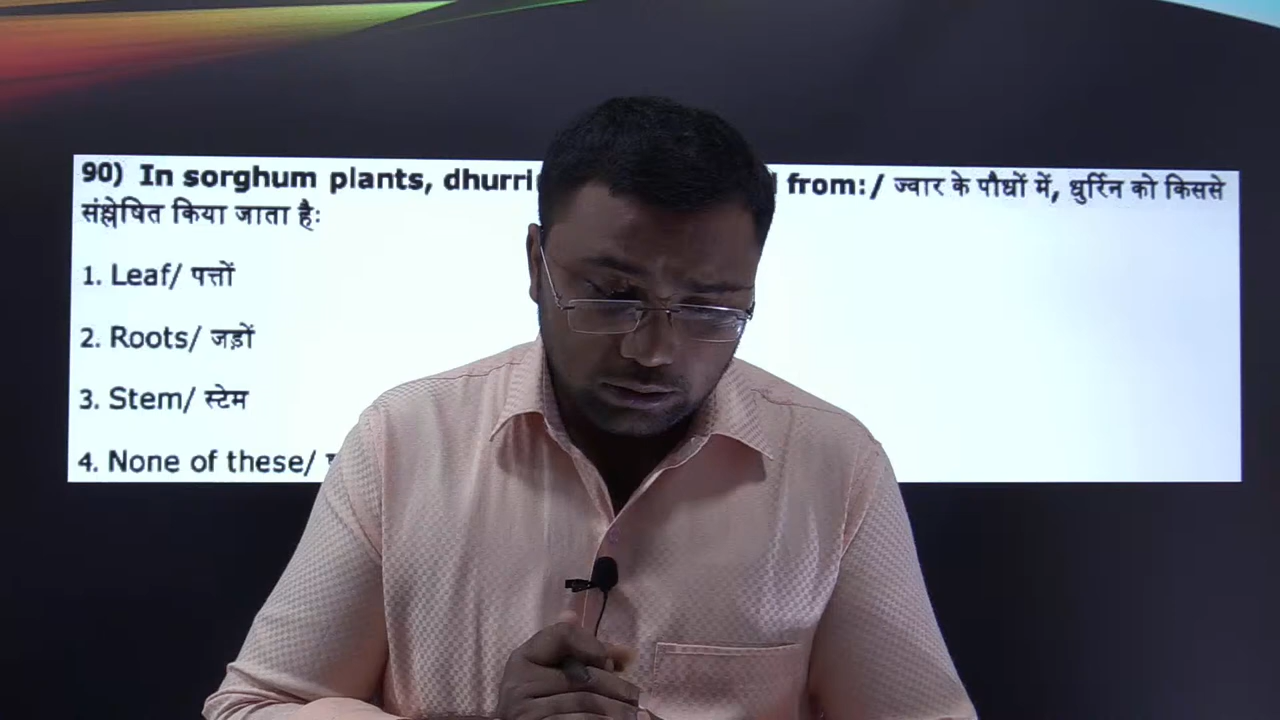 90) In sorghum plants, dhurri from:/ ज्वार के पौधों में, धुर्रिन को किससे
संश्लेषित किया जाता है:
1. Leaf/ पत्तों
2. Roots/ जड़ों
3. Stem/ स्टेम
4. None of these/